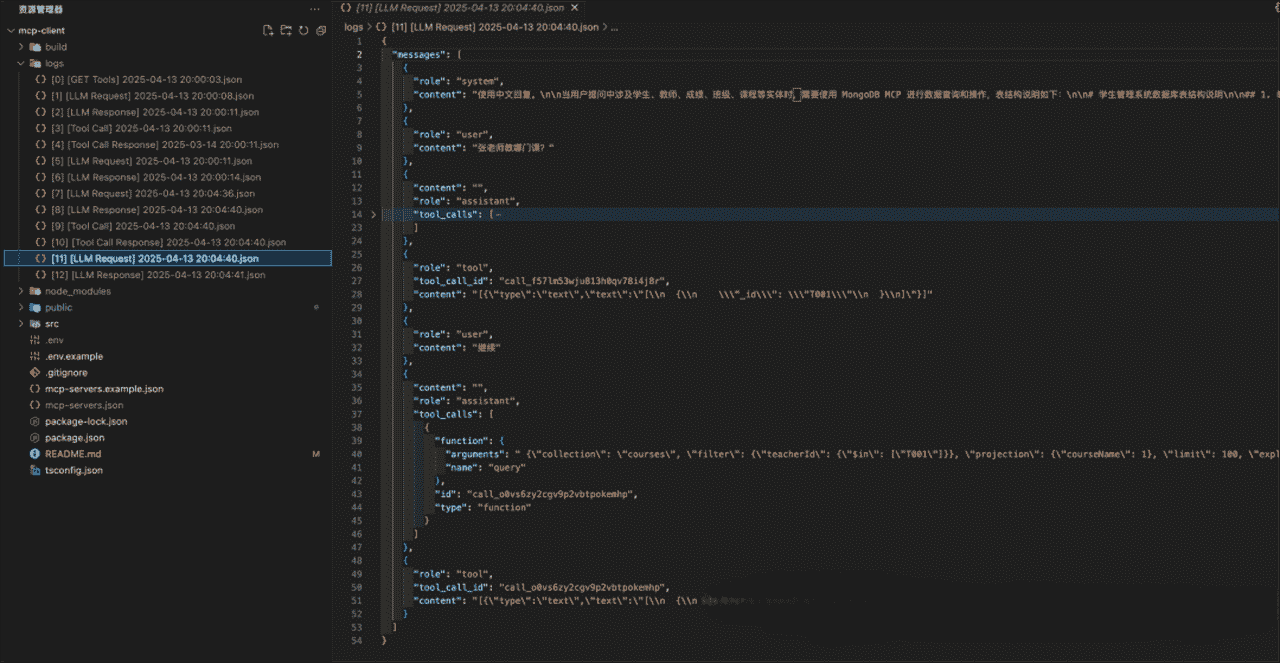 资源管理器
mcp-client
build
logs
[0] [GET Tools] 2025-04-13 20:00:03.json
[1] [LLM Request] 2025-04-13 20:00:08.json
[2] [LLM Response] 2025-04-13 20:00:11.json
[3] [Tool Call] 2025-04-13 20:00:11.json
[4] [Tool Call Response] 2025-03-14 20:00:11.json
[5] [LLM Request] 2025-04-13 20:00:11.json
[6] [LLM Response] 2025-04-13 20:00:14.json
[7] [LLM Request] 2025-04-13 20:04:36.json
[8] [LLM Response] 2025-04-13 20:04:40.json
[9] [Tool Call] 2025-04-13 20:04:40.json
[10] [Tool Call Response] 2025-04-13 20:04:40.json
[11] [LLM Request] 2025-04-13 20:04:40.json
[12] [LLM Response] 2025-04-13 20:04:41.json
node_modules
public
src
.env
.env.example
.gitignore
mcp-servers.example.json
mcp-servers.json
package-lock.json
package.json
README.md M
tsconfig.json
[11] [LLM Request] 2025-04-13 20:04:40.json
logs > {} [11] [LLM Request] 2025-04-13 20:04:40.json > ...
1 {
2 "messages": [
3 {
4 "role": "system",
5 "content": "使用中文回复。\n\n当用户提问中涉及学生、教师、成绩、班级、课程等实体时，需要使用 MongoDB MCP 进行数据查询和操作，表结构说明如下：\n\n# 学生管理系统数据库表结构说明\n\n## 1.
6 },
7 {
8 "role": "user",
9 "content": "张老师教哪门课？"
10 },
11 {
12 "content": "",
13 "role": "assistant",
14 "tool_calls": [
23 ]
24 },
25 {
26 "role": "tool",
27 "tool_call_id": "call_f57lm53wju813h0qv78i4j8r",
28 "content": "[{\"type\":\"text\",\"text\":\"[\\n  {\\n    \\\"_id\\\": \\\"T001\\\"\\n  }\\n]\"}]"
29 },
30 {
31 "role": "user",
32 "content": "继续"
33 },
34 {
35 "content": "",
36 "role": "assistant",
37 "tool_calls": [
38 {
39 "function": {
40 "arguments": " {\"collection\": \"courses\", \"filter\": {\"teacherId\": {\"$in\": [\"T001\"]}}, \"projection\": {\"courseName\": 1}, \"limit\": 100, \"expl
41 "name": "query"
42 },
43 "id": "call_o0vs6zy2cgv9p2vbtpokemhp",
44 "type": "function"
45 }
46 ]
47 },
48 {
49 "role": "tool",
50 "tool_call_id": "call_o0vs6zy2cgv9p2vbtpokemhp",
51 "content": "[{\"type\":\"text\",\"text\":\"[\\n  {\\n
52 }
53 ]
54 }